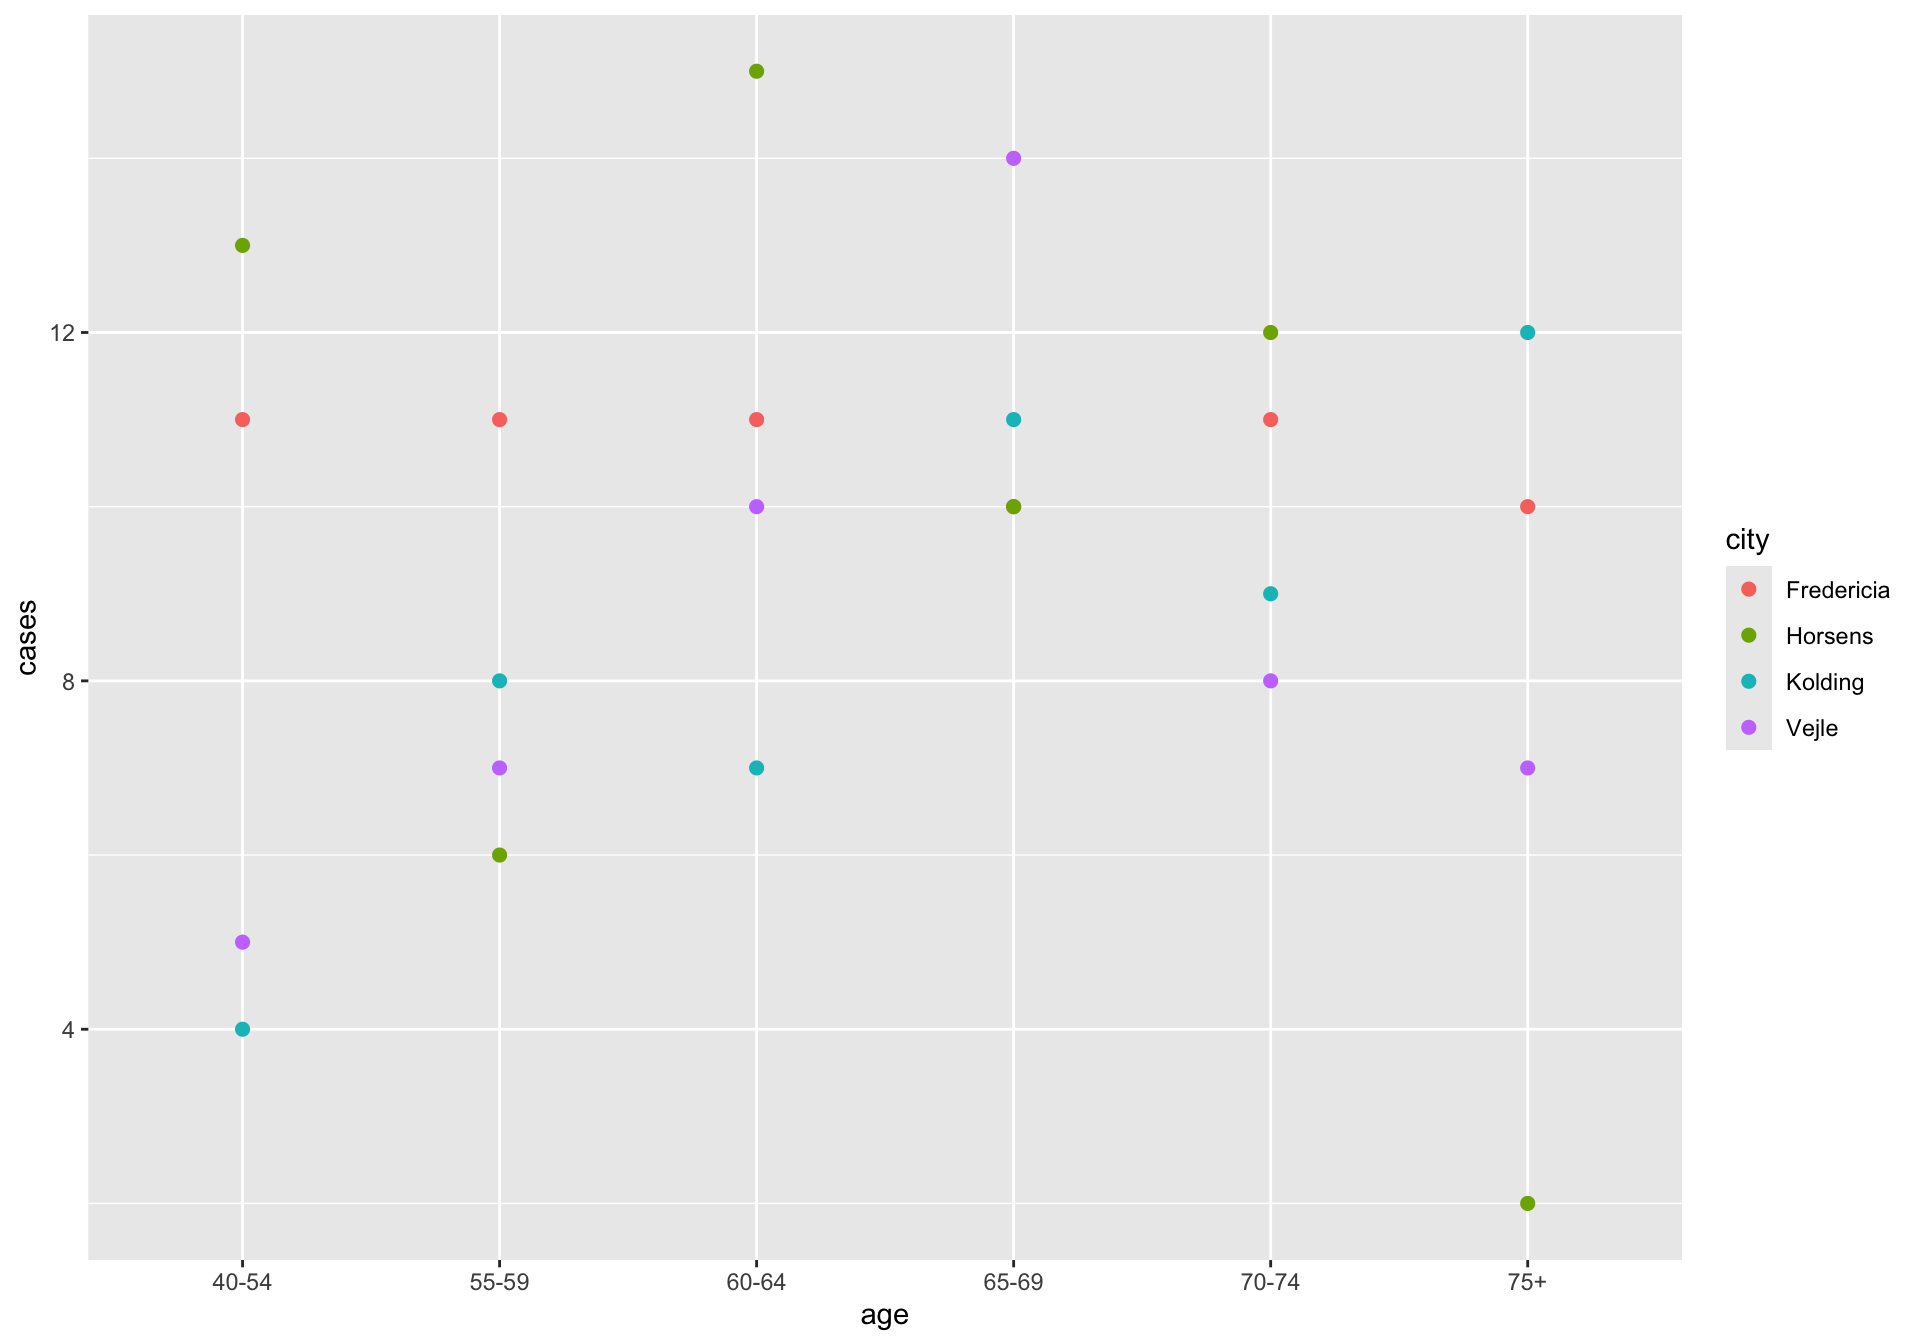 12
8
4
cases
40-54 55-59 60-64 65-69 70-74 75+
age
city
Fredericia
Horsens
Kolding
Vejle